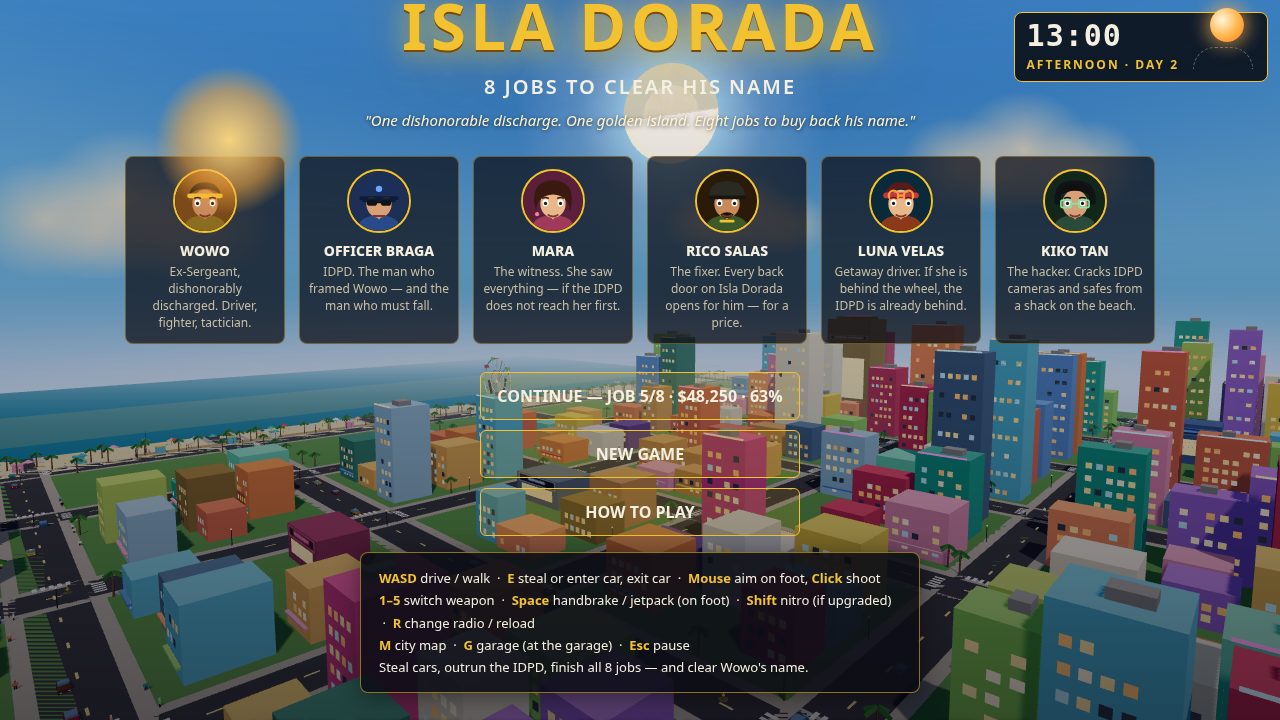 ISLA DORADA
13:00
AFTERNOON · DAY 2
8 JOBS TO CLEAR HIS NAME
"One dishonorable discharge. One golden island. Eight jobs to buy back his name."
WOWO
Ex-Sergeant,
dishonorably
discharged. Driver,
fighter, tactician.
OFFICER BRAGA
IDPD. The man who
framed Wowo — and the
man who must fall.
MARA
The witness. She saw
everything — if the IDPD
does not reach her first.
RICO SALAS
The fixer. Every back
door on Isla Dorada
opens for him — for a
price.
LUNA VELAS
Getaway driver. If she is
behind the wheel, the
IDPD is already behind.
KIKO TAN
The hacker. Cracks IDPD
cameras and safes from
a shack on the beach.
CONTINUE — JOB 5/8 · $48,250 · 63%
NEW GAME
HOW TO PLAY
WASD drive / walk · E steal or enter car, exit car · Mouse aim on foot, Click shoot
1–5 switch weapon · Space handbrake / jetpack (on foot) · Shift nitro (if upgraded)
· R change radio / reload
M city map · G garage (at the garage) · Esc pause
Steal cars, outrun the IDPD, finish all 8 jobs — and clear Wowo's name.